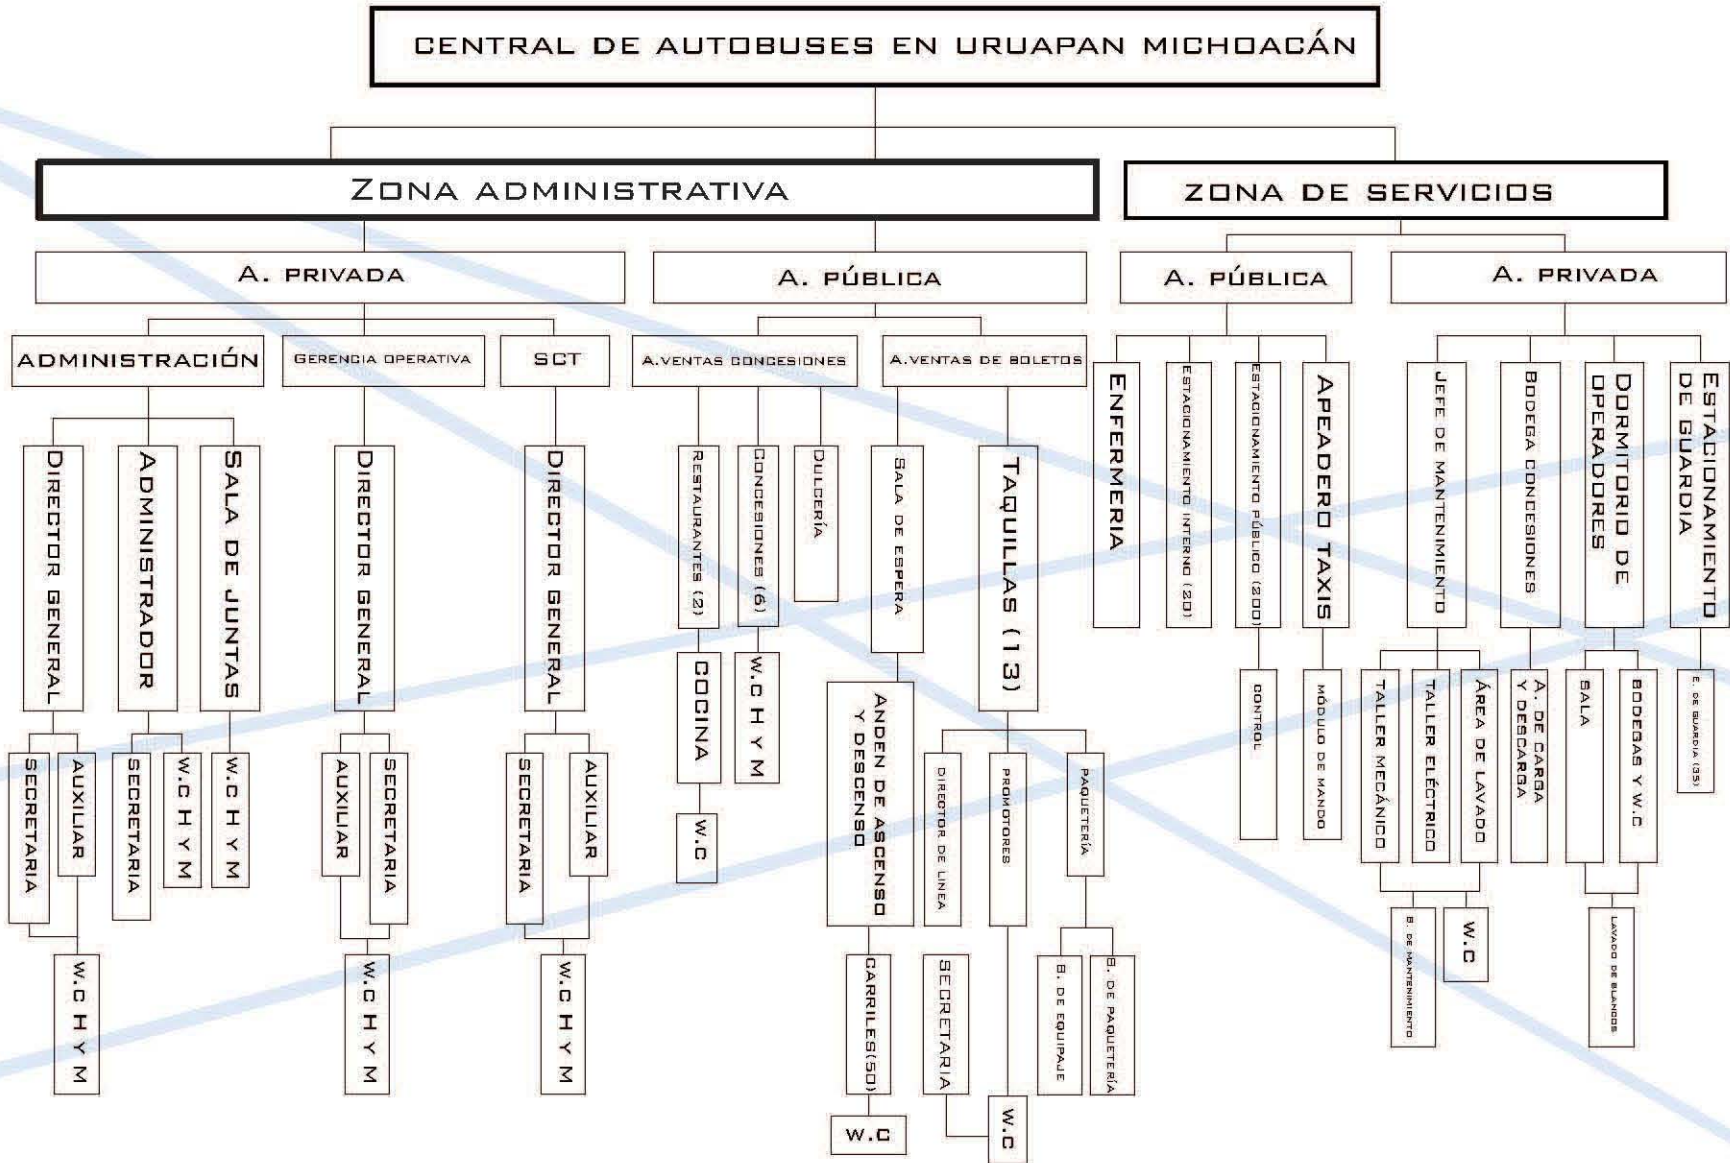 CENTRAL DE AUTOBUSES EN URUAPAN MICHOACÁN
ZONA ADMINISTRATIVA
ZONA DE SERVICIOS
A. PRIVADA
A. PÚBLICA
A. PÚBLICA
A. PRIVADA
ADMINISTRACIÓN
GERENCIA OPERATIVA
SCT
A.VENTAS CONCESIONES
A.VENTAS DE BOLETOS
ENFERMERIA
ESTACIONAMIENTO INTERNO (20)
ESTACIONAMIENTO PÚBLICO (200)
APEADERO TAXIS
JEFE DE MANTENIMIENTO
BODEGA CONCESIONES
DORMITORIO DE
OPERADORES
ESTACIONAMIENTO
DE GUARDIA
DIRECTOR GENERAL
ADMINISTRADOR
SALA DE JUNTAS
DIRECTOR GENERAL
DIRECTOR GENERAL
RESTAURANTES (2)
CONCESIONES (6)
DULCERÍA
SALA DE ESPERA
TAQUILLAS (13)
COCINA
W.C H Y M
ANDEN DE ASCENSO
Y DESCENSO
CONTROL
MÓDULO DE MANDO
TALLER MECÁNICO
TALLER ELÉCTRICO
ÁREA DE LAVADO
A. DE CARGA
Y DESCARGA
SALA
BODEGAS Y W.C
E. DE GUARDIA (35)
SECRETARIA
AUXILIAR
SECRETARIA
W.C H Y M
W.C H Y M
AUXILIAR
SECRETARIA
SECRETARIA
AUXILIAR
W.C
DIRECTOR DE LINEA
PROMOTORES
PAQUETERÍA
B. DE MANTENIMIENTO
W.C
LAVADO DE BLANCOS
W.C H Y M
W.C H Y M
W.C H Y M
CARRILES(50)
SECRETARIA
B. DE EQUIPAJE
B. DE PAQUETERÍA
W.C
W.C